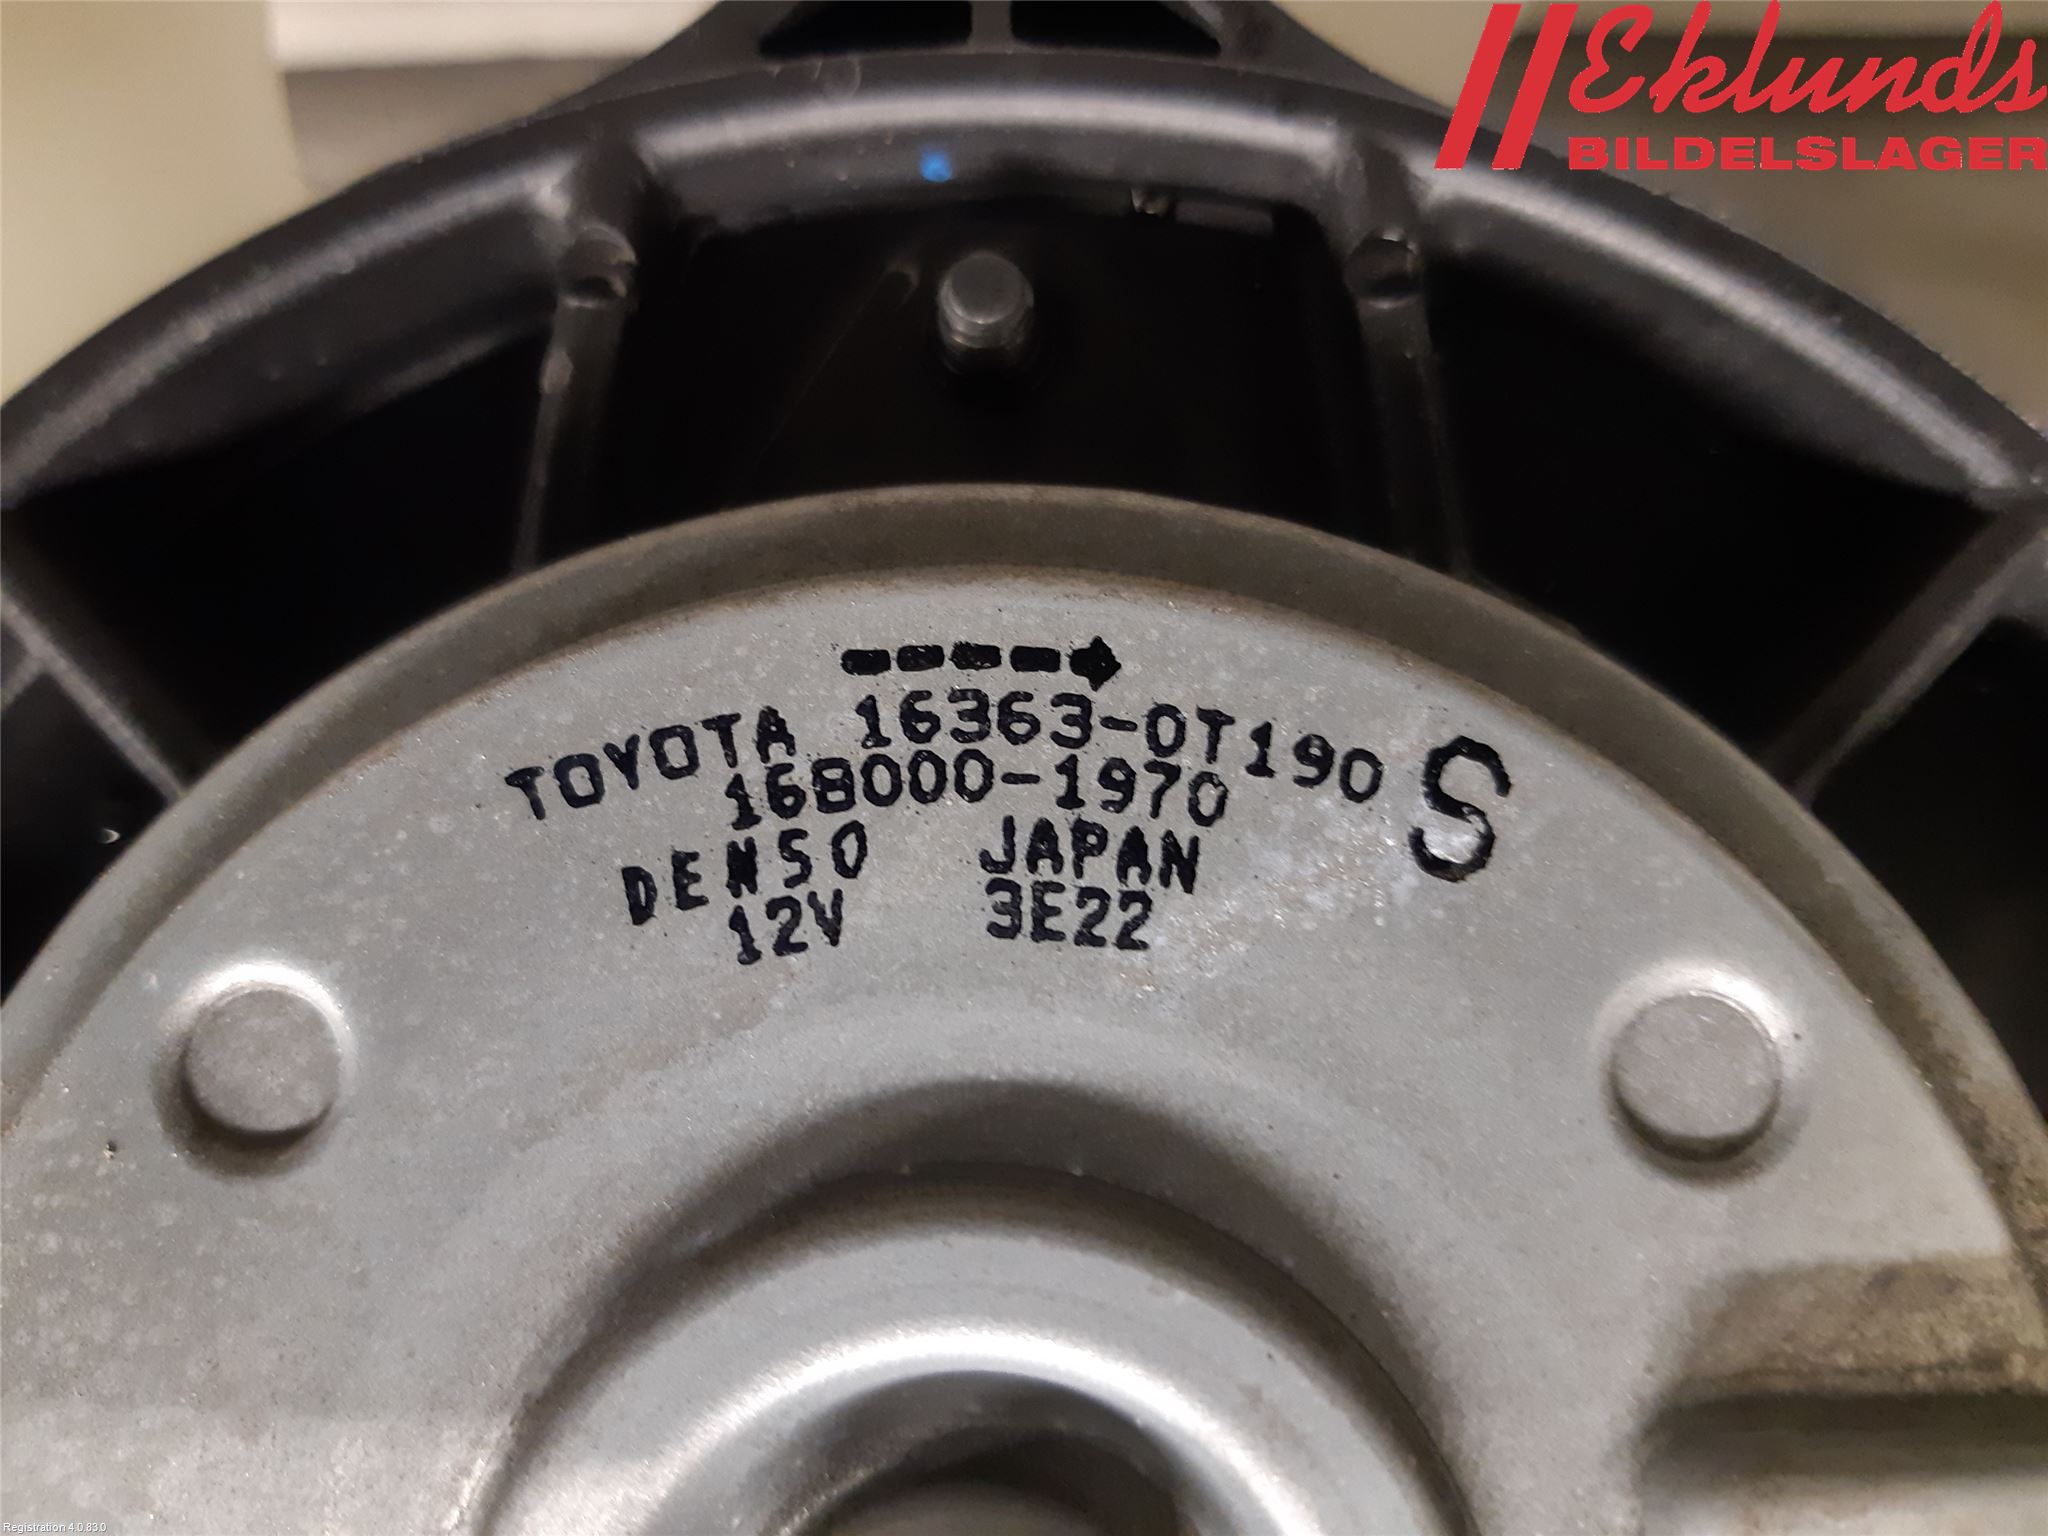 Eklunds
BILDELSLAGER
TOYOTA 16363-0T190 S
168000-1970
DENSO JAPAN
12V 3E22
Registration 4.0.83.0